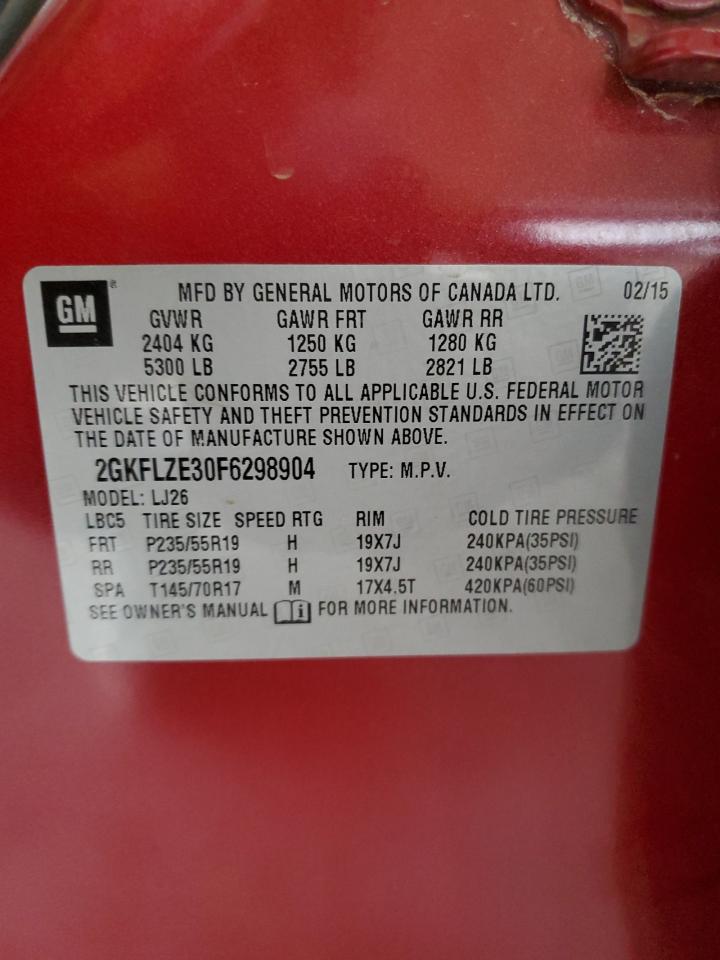 GM®
MFD BY GENERAL MOTORS OF CANADA LTD. 02/15
GVWR GAWR FRT GAWR RR
2404 KG 1250 KG 1280 KG
5300 LB 2755 LB 2821 LB
THIS VEHICLE CONFORMS TO ALL APPLICABLE U.S. FEDERAL MOTOR
VEHICLE SAFETY AND THEFT PREVENTION STANDARDS IN EFFECT ON
THE DATE OF MANUFACTURE SHOWN ABOVE.
2GKFLZE30F6298904 TYPE: M.P.V.
MODEL: LJ26
LBC5 TIRE SIZE SPEED RTG RIM COLD TIRE PRESSURE
FRT P235/55R19 H 19X7J 240KPA(35PSI)
RR P235/55R19 H 19X7J 240KPA(35PSI)
SPA T145/70R17 M 17X4.5T 420KPA(60PSI)
SEE OWNER'S MANUAL i FOR MORE INFORMATION.